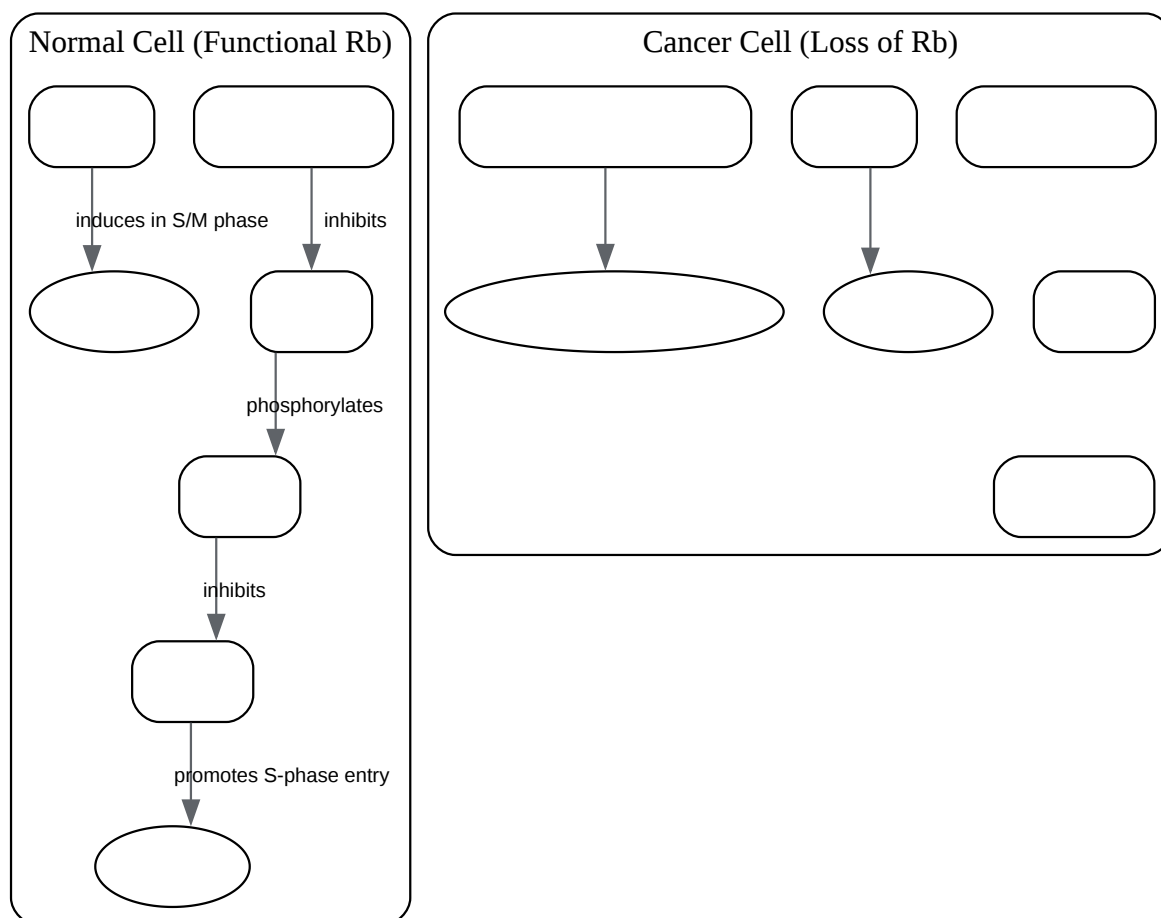 Normal Cell (Functional Rb)
Cancer Cell (Loss of Rb)
induces in S/M phase
inhibits
phosphorylates
inhibits
promotes S-phase entry